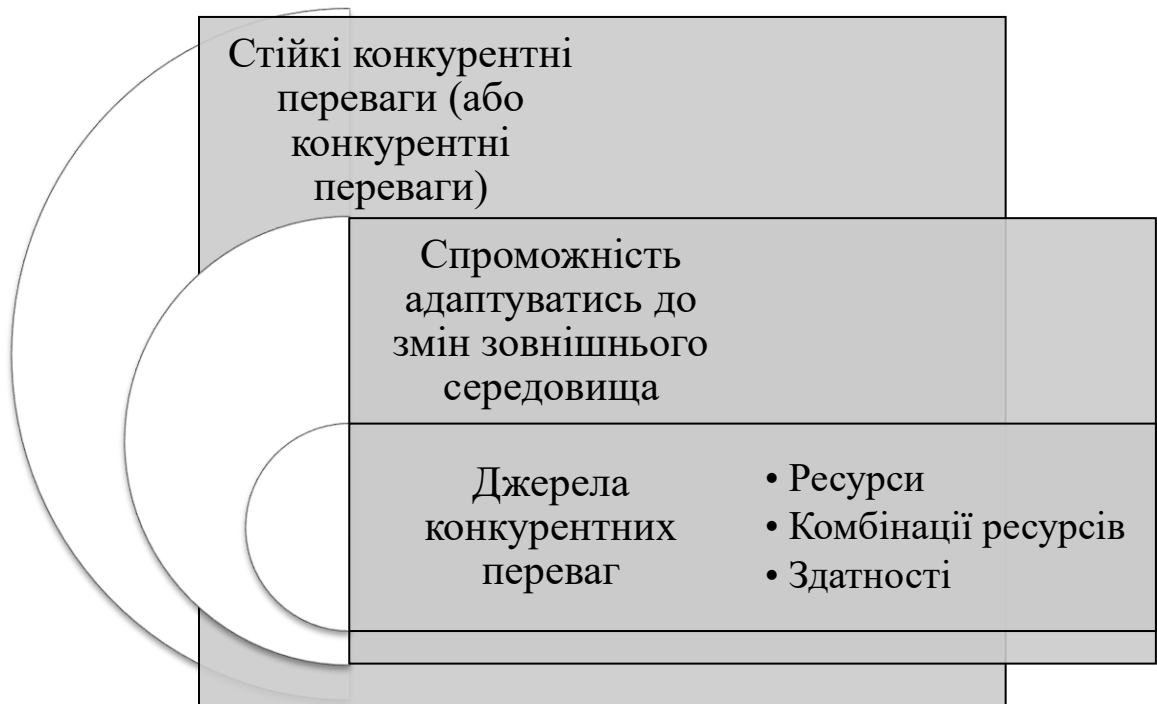 Стійкі конкурентні
переваги (або
конкурентні
переваги)
Спроможність
адаптуватись до
змін зовнішнього
середовища
Джерела
конкурентних
переваг
• Ресурси
• Комбінації ресурсів
• Здатності